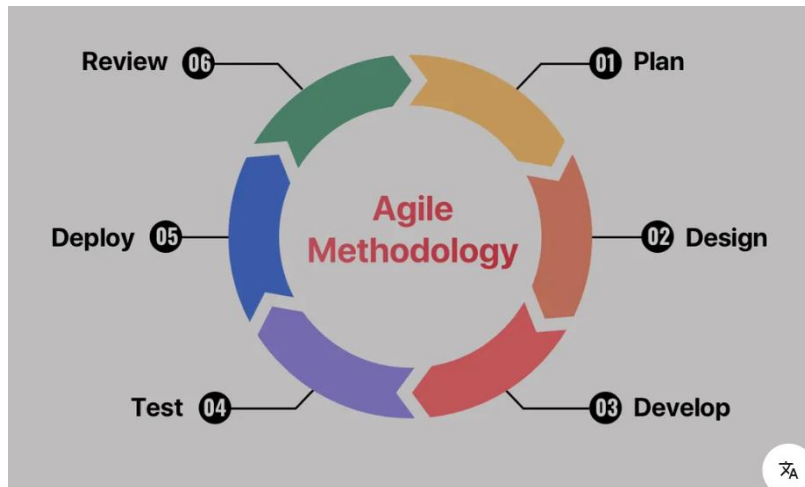 Agile
Methodology
01 Plan
02 Design
03 Develop
04 Test
05 Deploy
06 Review